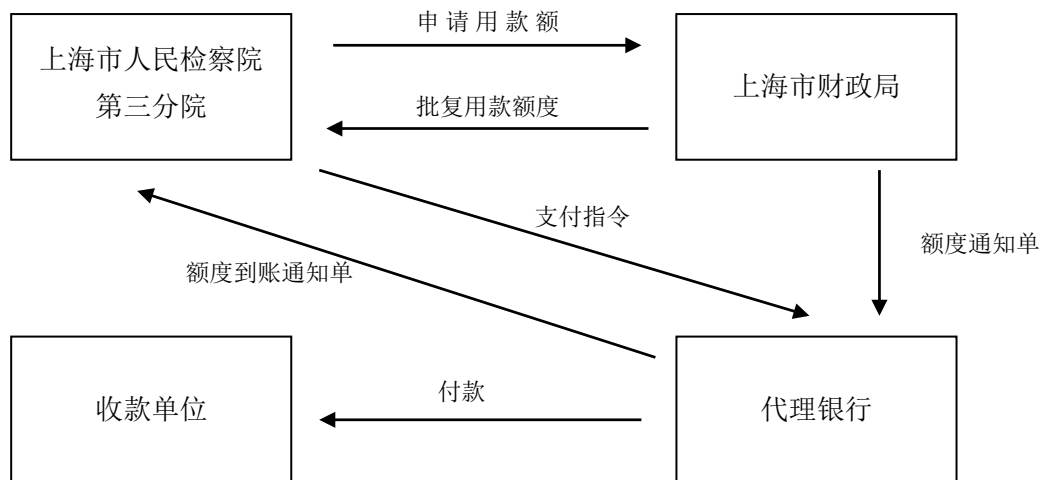 申请用款额
上海市人民检察院
第三分院
上海市财政局
批复用款额度
支付指令
额度通知单
额度到账通知单
付款
收款单位
代理银行